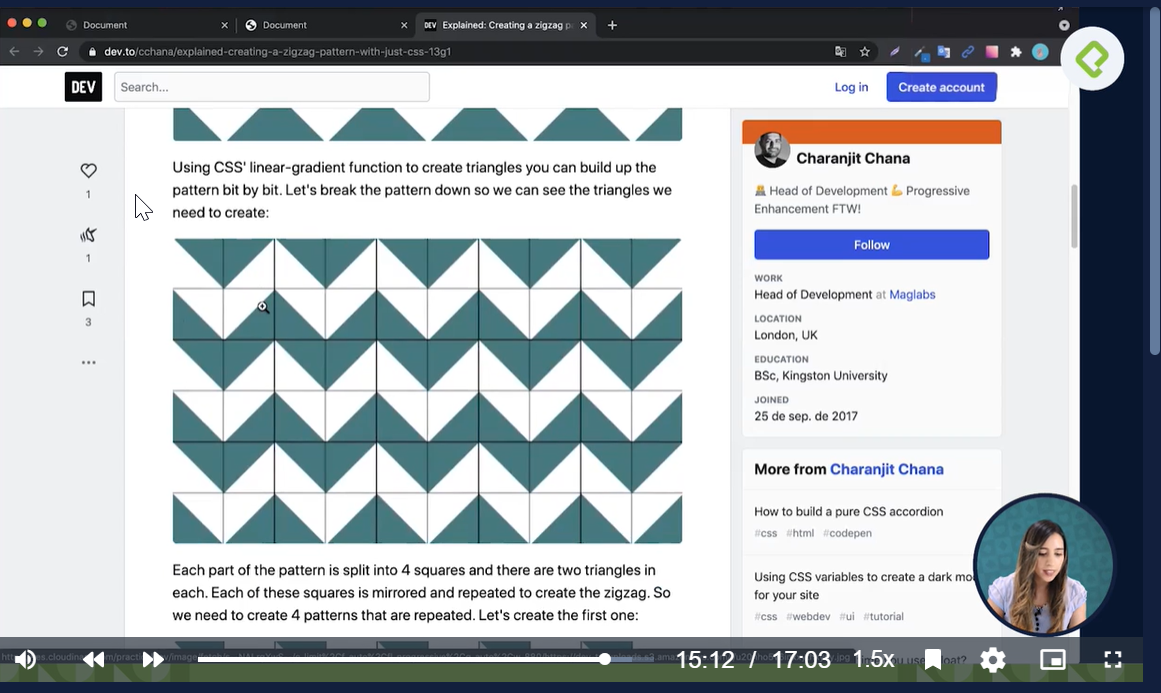 Document
Document
DEV Explained: Creating a zigzag p
dev.to/cchana/explained-creating-a-zigzag-pattern-with-just-css-13g1
DEV
Search...
Log in
Create account
1
1
3
Using CSS' linear-gradient function to create triangles you can build up the
pattern bit by bit. Let's break the pattern down so we can see the triangles we
need to create:
Each part of the pattern is split into 4 squares and there are two triangles in
each. Each of these squares is mirrored and repeated to create the zigzag. So
we need to create 4 patterns that are repeated. Let's create the first one:
Charanjit Chana
Head of Development Progressive
Enhancement FTW!
Follow
WORK
Head of Development at Maglabs
LOCATION
London, UK
EDUCATION
BSc, Kingston University
JOINED
25 de sep. de 2017
More from Charanjit Chana
How to build a pure CSS accordion
#css #html #codepen
Using CSS variables to create a dark mo
for your site
#css #webdev #ui #tutorial
15:12 / 17:03 1.5x